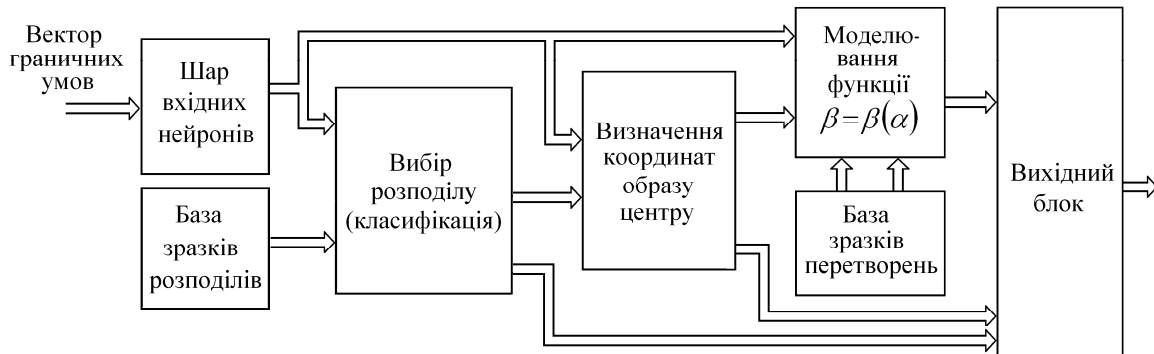 Вектор
граничних
умов
Шар
вхідних
нейронів
База
зразків
розподілів
Вибір
розподілу
(класифікація)
Визначення
координат
образу
центру
Моделю-
вання
функції
β=β(α)
База
зразків
перетворень
Вихідний
блок